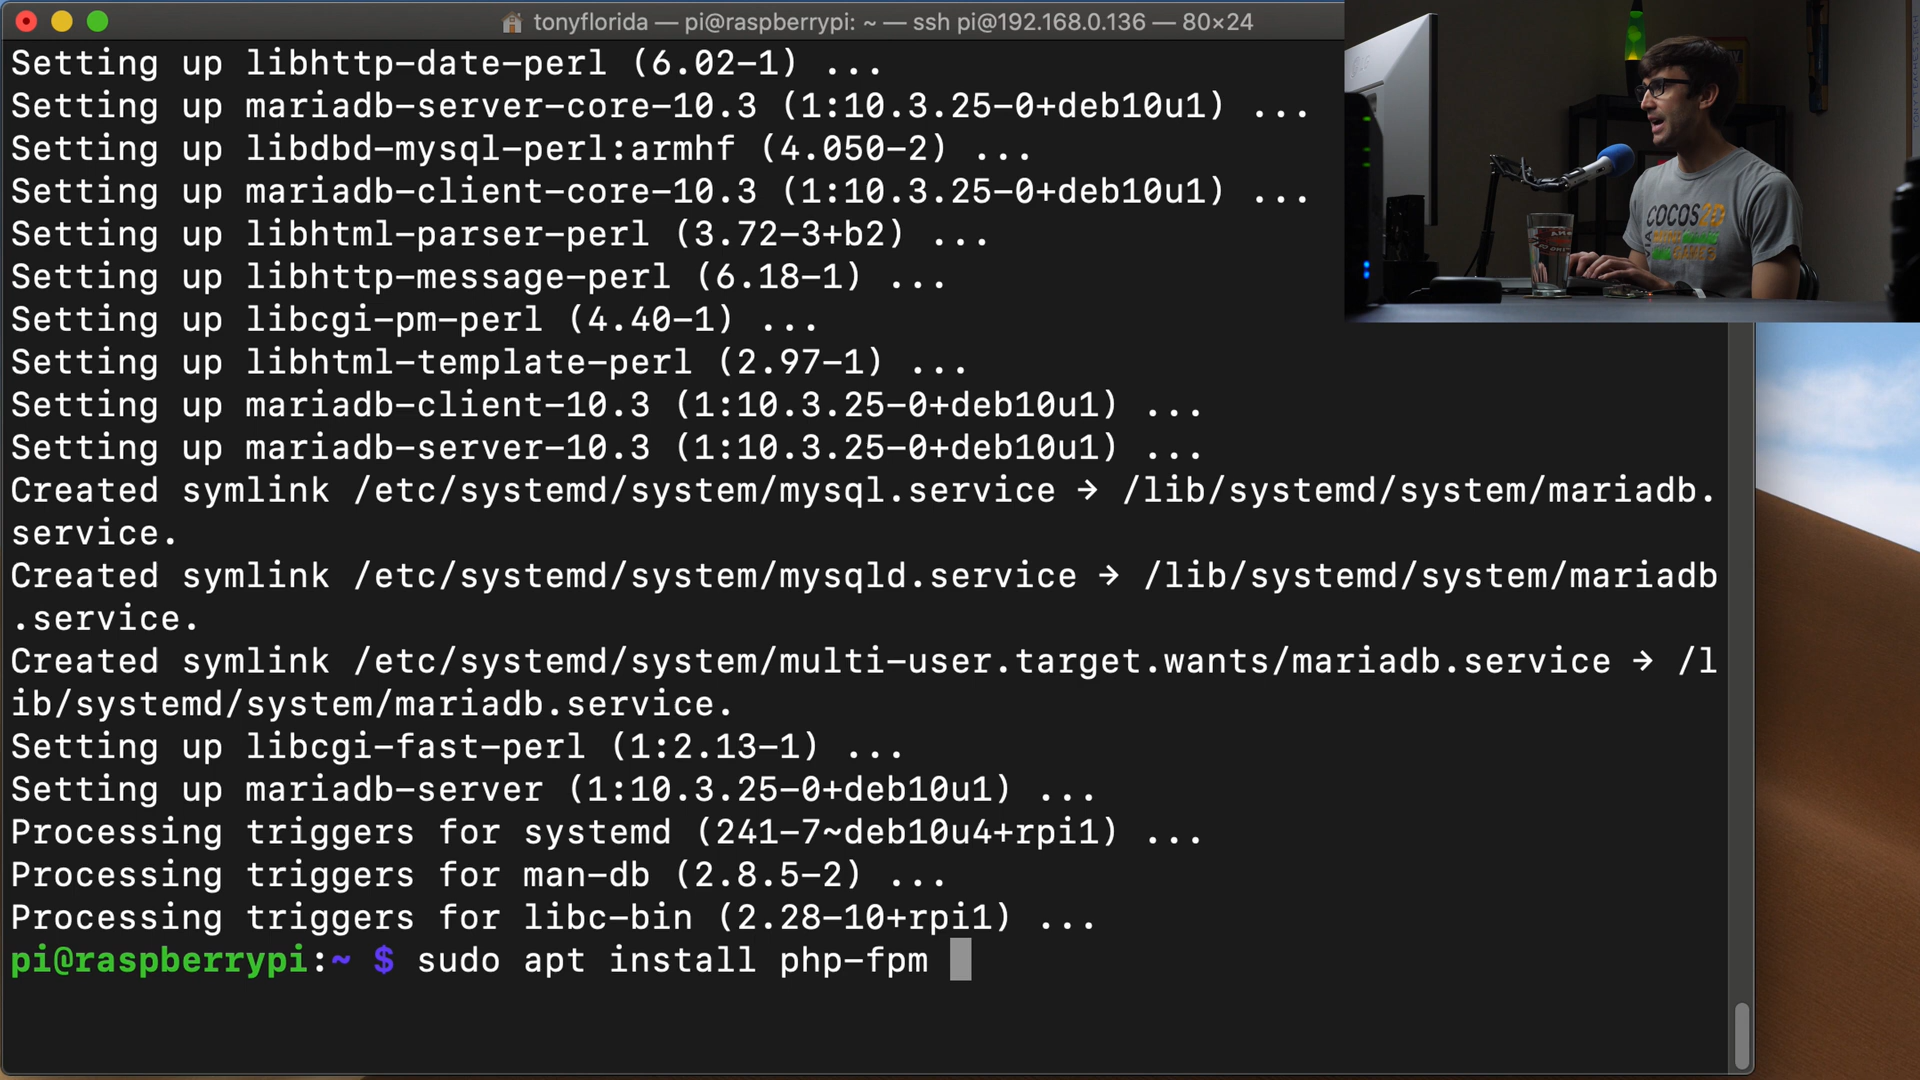 tonyflorida — pi@raspberrypi: ~ — ssh pi@192.168.0.136 — 80×24
Setting up libhttp-date-perl (6.02-1) ...
Setting up mariadb-server-core-10.3 (1:10.3.25-0+deb10u1) ...
Setting up libdbd-mysql-perl:armhf (4.050-2) ...
Setting up mariadb-client-core-10.3 (1:10.3.25-0+deb10u1) ...
Setting up libhtml-parser-perl (3.72-3+b2) ...
Setting up libhttp-message-perl (6.18-1) ...
Setting up libcgi-pm-perl (4.40-1) ...
Setting up libhtml-template-perl (2.97-1) ...
Setting up mariadb-client-10.3 (1:10.3.25-0+deb10u1) ...
Setting up mariadb-server-10.3 (1:10.3.25-0+deb10u1) ...
Created symlink /etc/systemd/system/mysql.service → /lib/systemd/system/mariadb.
service.
Created symlink /etc/systemd/system/mysqld.service → /lib/systemd/system/mariadb
.service.
Created symlink /etc/systemd/system/multi-user.target.wants/mariadb.service → /l
ib/systemd/system/mariadb.service.
Setting up libcgi-fast-perl (1:2.13-1) ...
Setting up mariadb-server (1:10.3.25-0+deb10u1) ...
Processing triggers for systemd (241-7~deb10u4+rpi1) ...
Processing triggers for man-db (2.8.5-2) ...
Processing triggers for libc-bin (2.28-10+rpi1) ...
pi@raspberrypi:~ $ sudo apt install php-fpm
COCOS2D